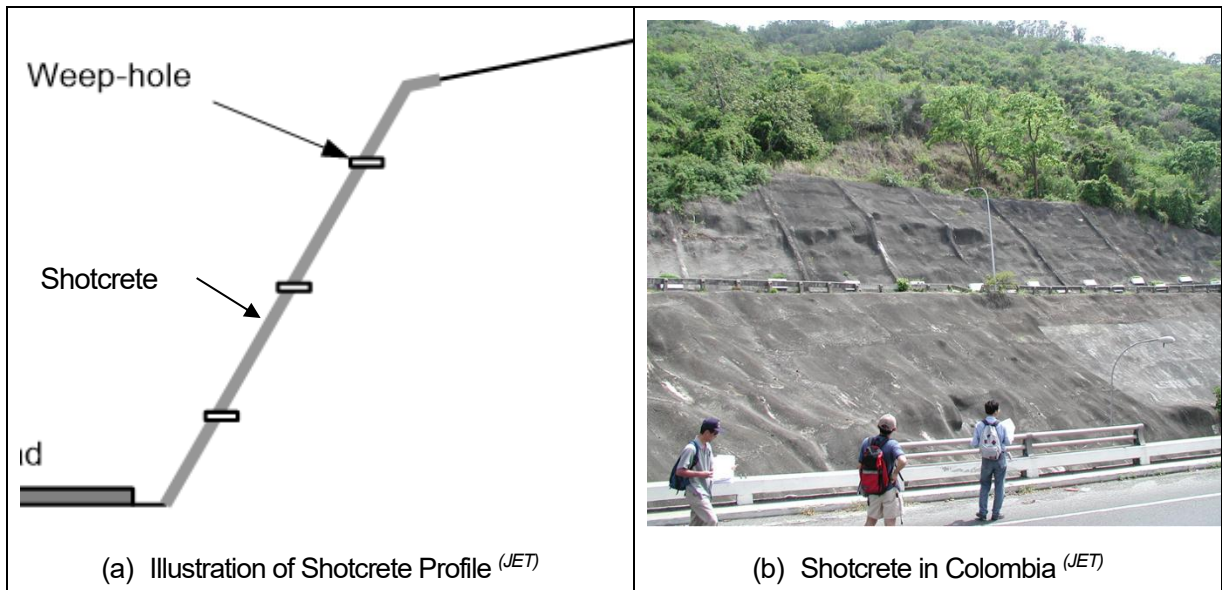 Weep-hole
Shotcrete
d
(a) Illustration of Shotcrete Profile (JET)
(b) Shotcrete in Colombia (JET)